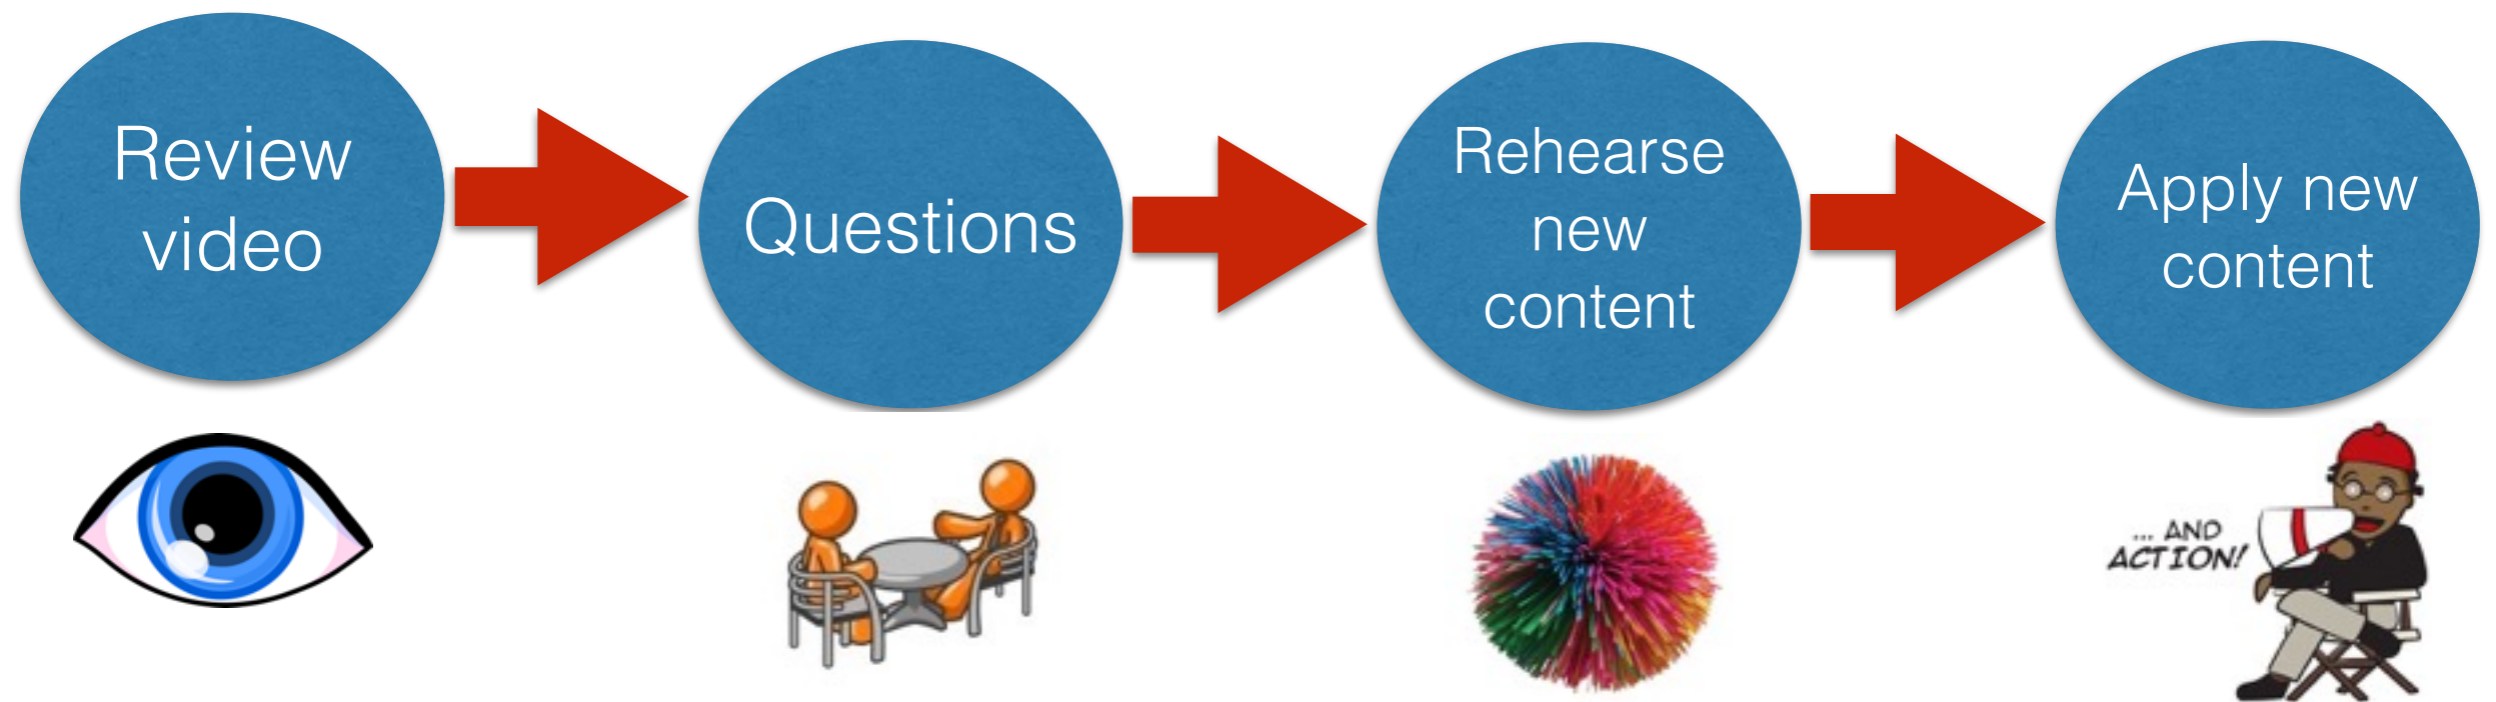 Review
video
Questions
Rehearse
new
content
Apply new
content
... AND
ACTION!